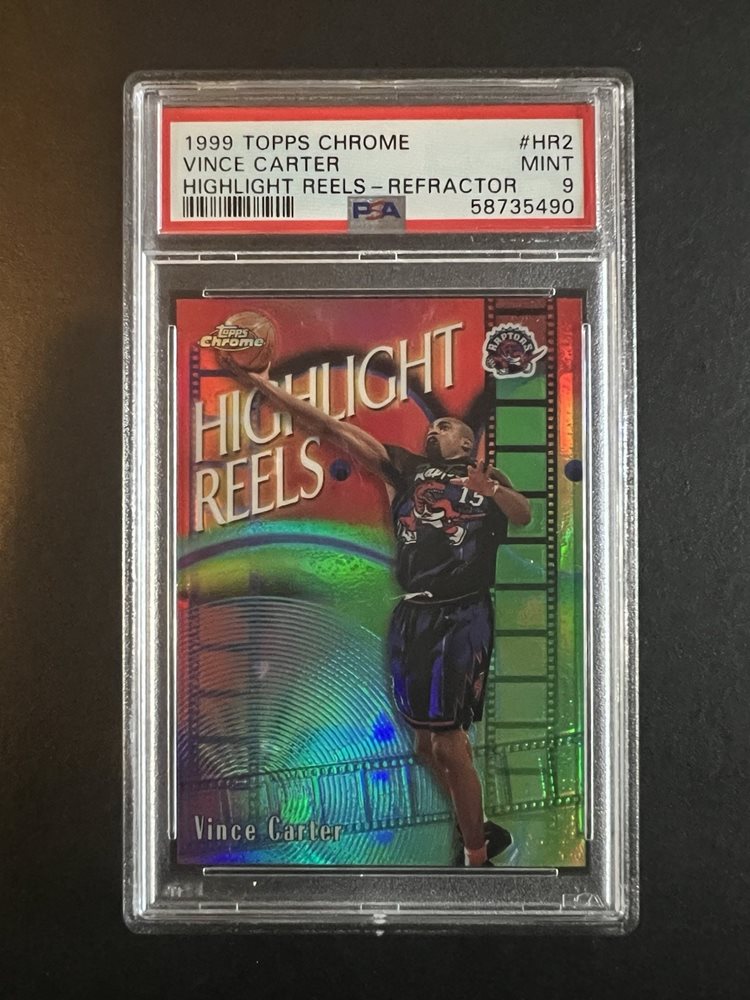 1999 TOPPS CHROME #HR2
VINCE CARTER MINT
HIGHLIGHT REELS - REFRACTOR 9
PSA 58735490
Topps
Chrome
RAPTORS
HIGHLIGHT
REELS
15
Vince Carter